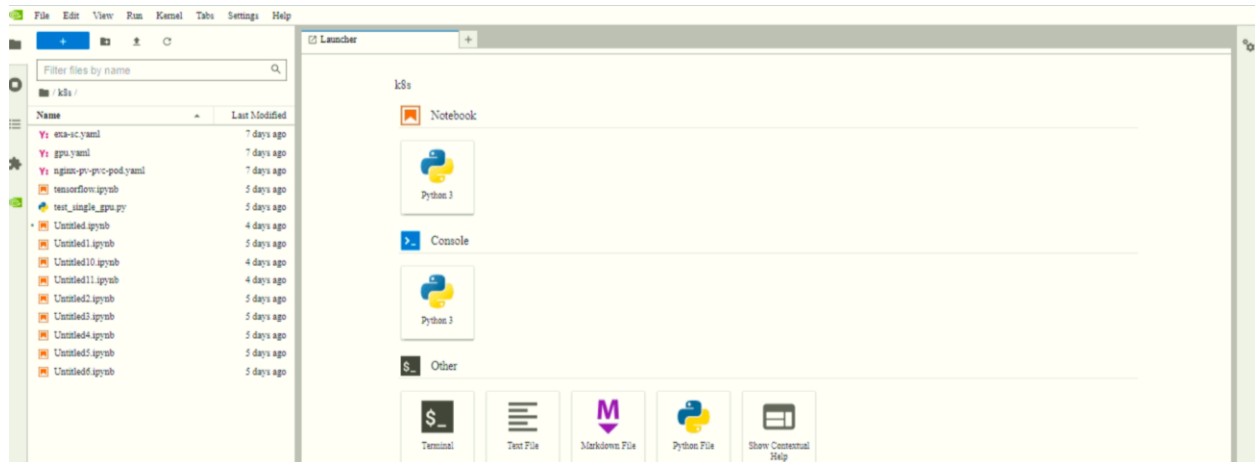 File Edit View Run Kernel Tabs Settings Help
+
Filter files by name
/ k8s /
Name Last Modified
Y: exa-sc.yaml 7 days ago
Y: gpu.yaml 7 days ago
Y: nginx-pv-pvc-pod.yaml 7 days ago
tensorflow.ipynb 5 days ago
test_single_gpu.py 5 days ago
Untitled.ipynb 4 days ago
Untitled1.ipynb 5 days ago
Untitled10.ipynb 4 days ago
Untitled11.ipynb 4 days ago
Untitled2.ipynb 5 days ago
Untitled3.ipynb 5 days ago
Untitled4.ipynb 5 days ago
Untitled5.ipynb 5 days ago
Untitled6.ipynb 5 days ago
Launcher +
k8s
Notebook
Python 3
>_ Console
Python 3
$_ Other
$_
Terminal
Text File
M
Markdown File
Python File
Show Contextual
Help